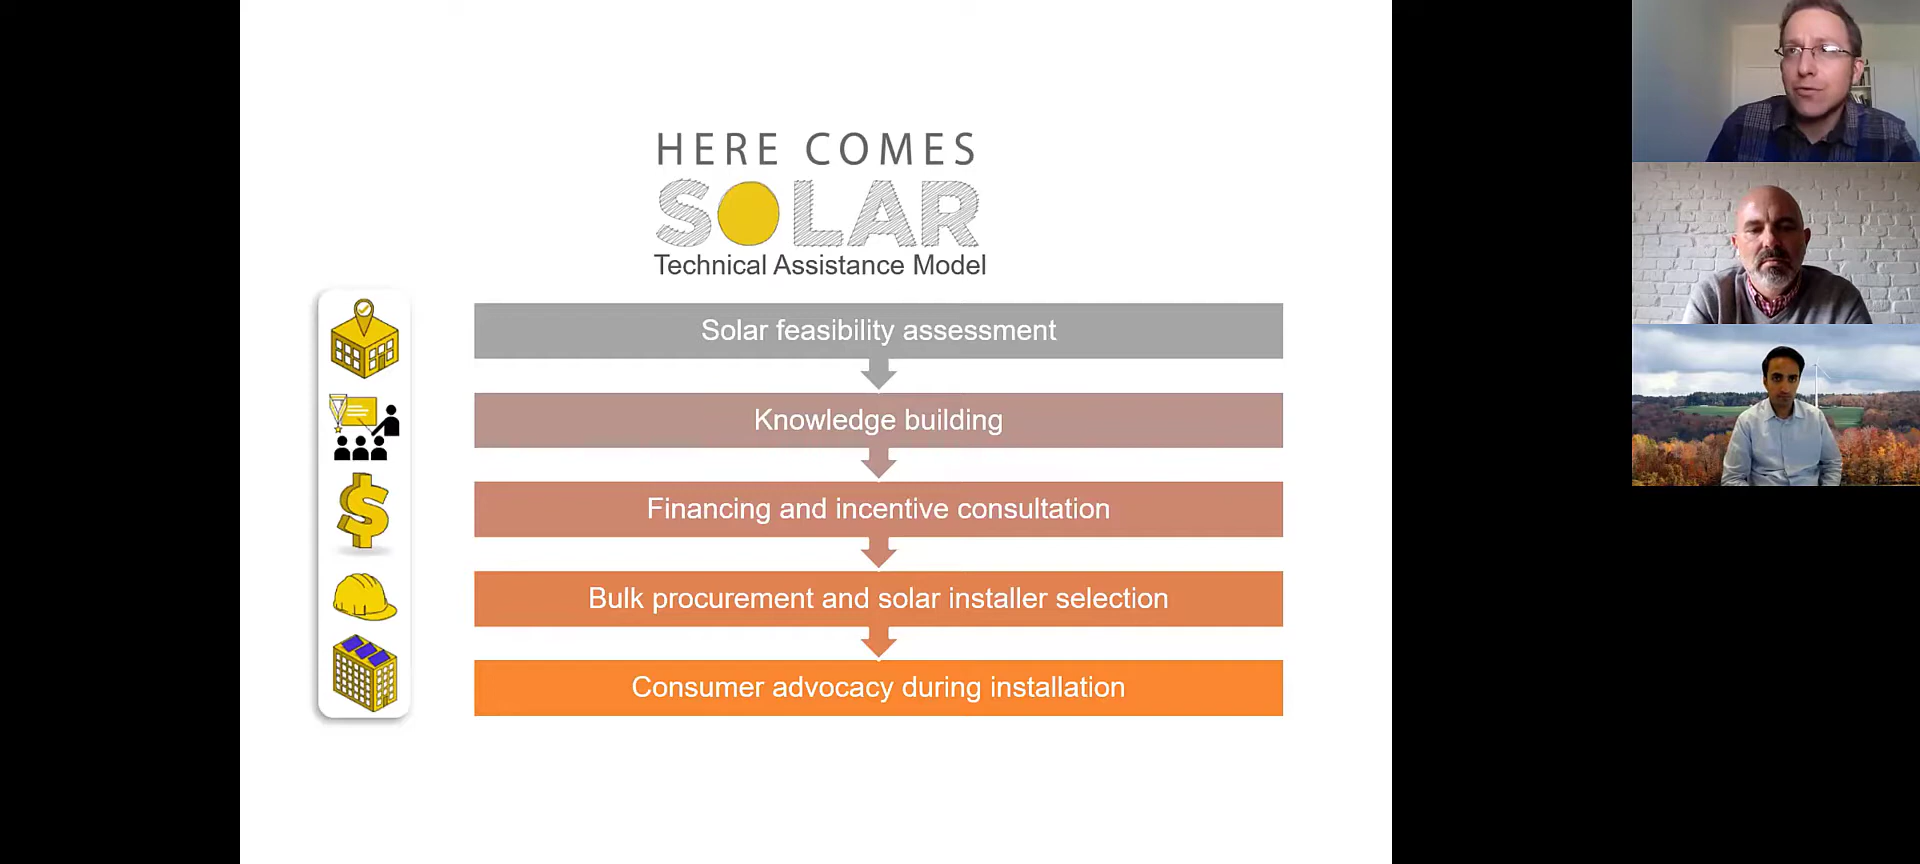 HERE COMES
SOLAR
Technical Assistance Model
Solar feasibility assessment
Knowledge building
Financing and incentive consultation
Bulk procurement and solar installer selection
Consumer advocacy during installation